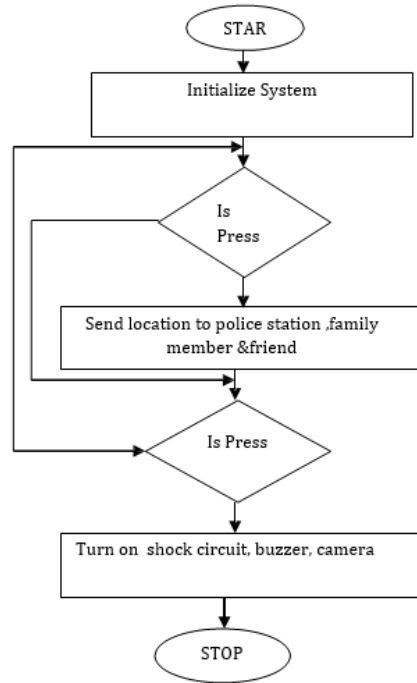 STAR
Initialize System
Is
Press
Send location to police station ,family
member &friend
Is Press
Turn on shock circuit, buzzer, camera
STOP